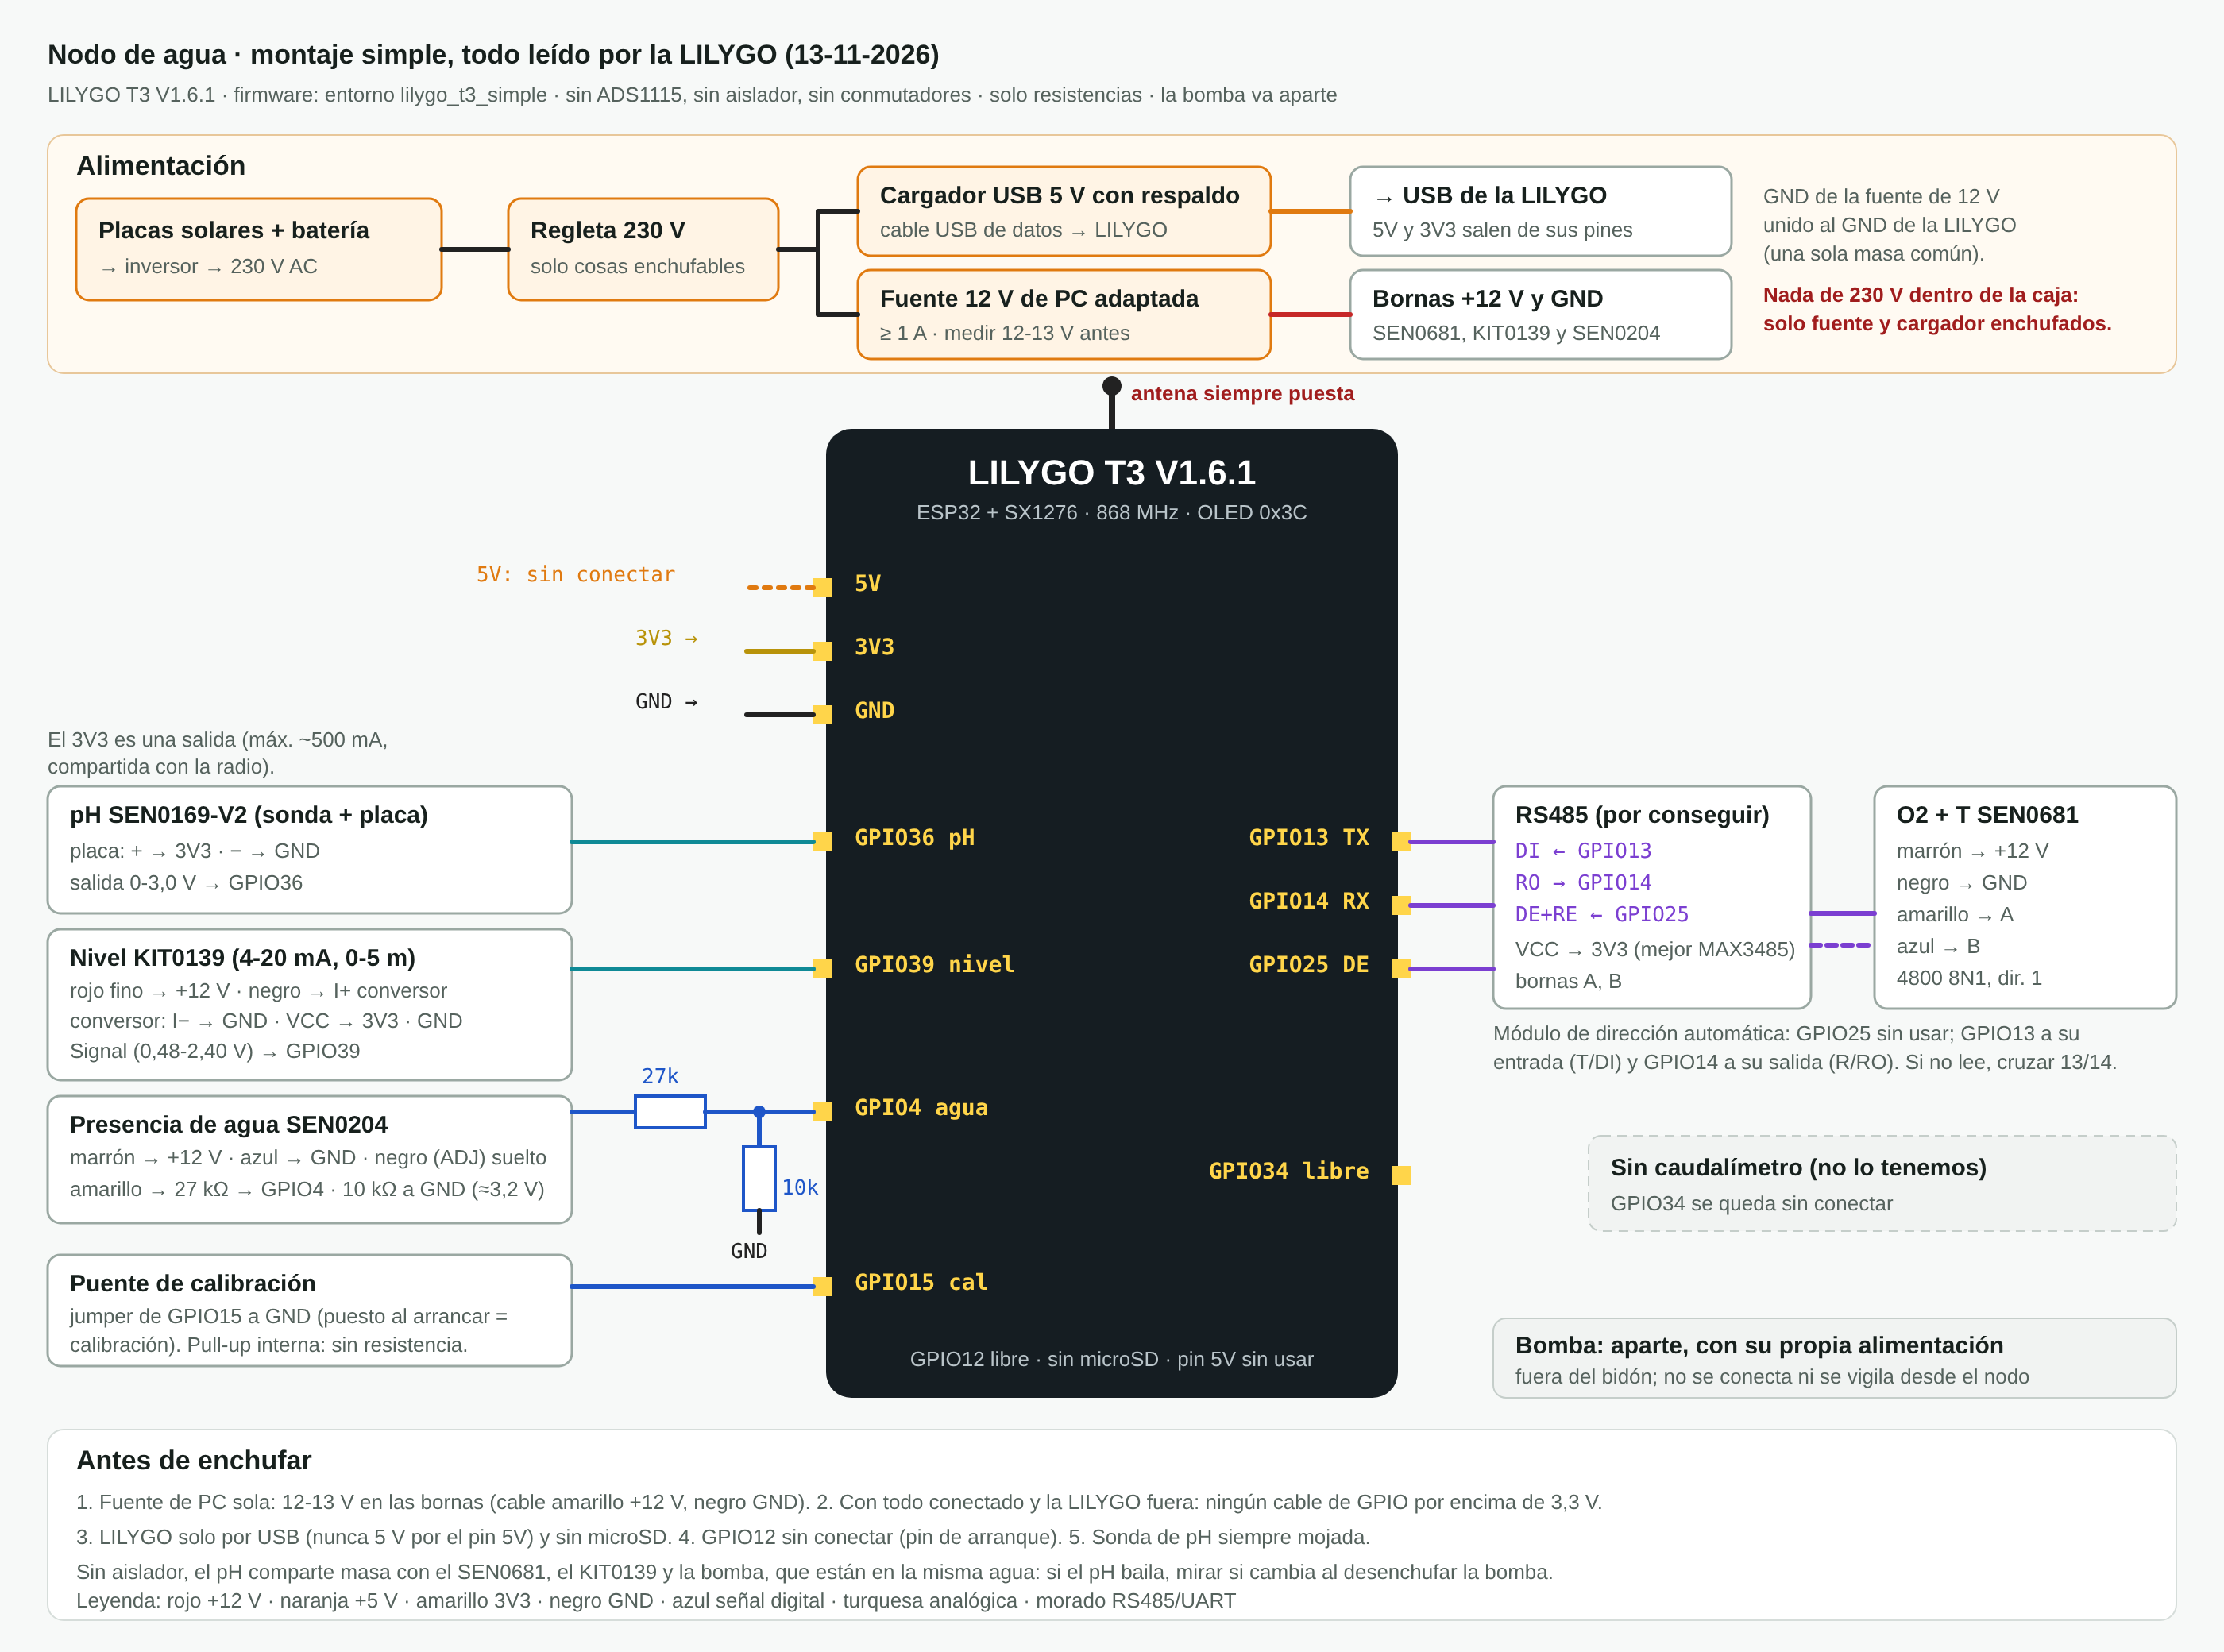 Nodo de agua · montaje simple, todo leído por la LILYGO (13-11-2026)
LILYGO T3 V1.6.1 · firmware: entorno lilygo_t3_simple · sin ADS1115, sin aislador, sin conmutadores · solo resistencias · la bomba va aparte
Alimentación
Placas solares + batería
→ inversor → 230 V AC
Regleta 230 V
solo cosas enchufables
Cargador USB 5 V con respaldo
cable USB de datos → LILYGO
Fuente 12 V de PC adaptada
≥ 1 A · medir 12-13 V antes
→ USB de la LILYGO
5V y 3V3 salen de sus pines
Bornas +12 V y GND
SEN0681, KIT0139 y SEN0204
GND de la fuente de 12 V
unido al GND de la LILYGO
(una sola masa común).
Nada de 230 V dentro de la caja:
solo fuente y cargador enchufados.
antena siempre puesta
LILYGO T3 V1.6.1
ESP32 + SX1276 · 868 MHz · OLED 0x3C
5V: sin conectar
5V
3V3 →
3V3
GND →
GND
El 3V3 es una salida (máx. ~500 mA,
compartida con la radio).
pH SEN0169-V2 (sonda + placa)
placa: + → 3V3 · − → GND
salida 0-3,0 V → GPIO36
GPIO36 pH
Nivel KIT0139 (4-20 mA, 0-5 m)
rojo fino → +12 V · negro → I+ conversor
conversor: I− → GND · VCC → 3V3 · GND
Signal (0,48-2,40 V) → GPIO39
GPIO39 nivel
Presencia de agua SEN0204
marrón → +12 V · azul → GND · negro (ADJ) suelto
amarillo → 27 kΩ → GPIO4 · 10 kΩ a GND (≈3,2 V)
27k
10k
GND
GPIO4 agua
Puente de calibración
jumper de GPIO15 a GND (puesto al arrancar =
calibración). Pull-up interna: sin resistencia.
GPIO15 cal
GPIO13 TX
GPIO14 RX
GPIO25 DE
GPIO34 libre
GPIO12 libre · sin microSD · pin 5V sin usar
RS485 (por conseguir)
DI ← GPIO13
RO → GPIO14
DE+RE ← GPIO25
VCC → 3V3 (mejor MAX3485)
bornas A, B
O2 + T SEN0681
marrón → +12 V
negro → GND
amarillo → A
azul → B
4800 8N1, dir. 1
Módulo de dirección automática: GPIO25 sin usar; GPIO13 a su
entrada (T/DI) y GPIO14 a su salida (R/RO). Si no lee, cruzar 13/14.
Sin caudalímetro (no lo tenemos)
GPIO34 se queda sin conectar
Bomba: aparte, con su propia alimentación
fuera del bidón; no se conecta ni se vigila desde el nodo
Antes de enchufar
1. Fuente de PC sola: 12-13 V en las bornas (cable amarillo +12 V, negro GND). 2. Con todo conectado y la LILYGO fuera: ningún cable de GPIO por encima de 3,3 V.
3. LILYGO solo por USB (nunca 5 V por el pin 5V) y sin microSD. 4. GPIO12 sin conectar (pin de arranque). 5. Sonda de pH siempre mojada.
Sin aislador, el pH comparte masa con el SEN0681, el KIT0139 y la bomba, que están en la misma agua: si el pH baila, mirar si cambia al desenchufar la bomba.
Leyenda: rojo +12 V · naranja +5 V · amarillo 3V3 · negro GND · azul señal digital · turquesa analógica · morado RS485/UART